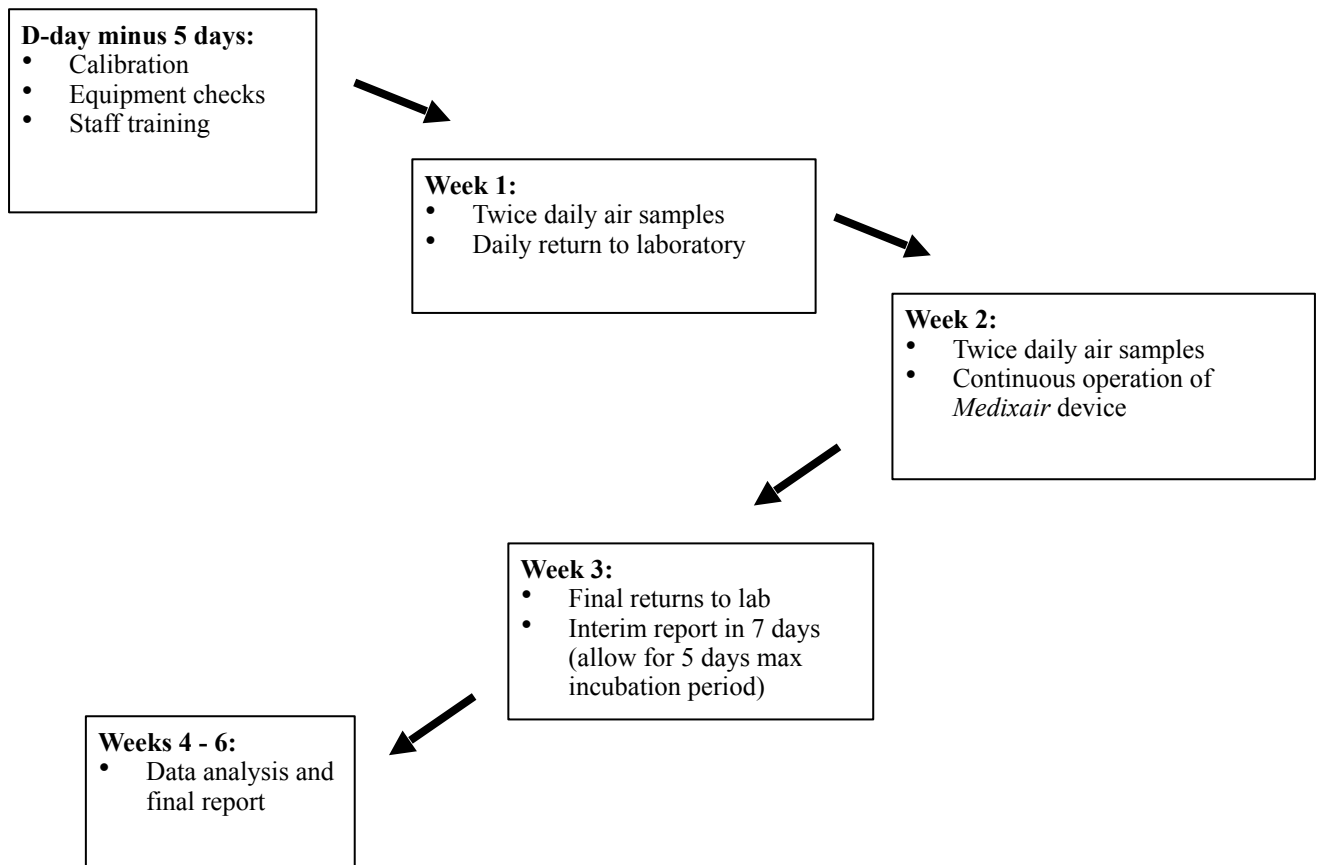 D-day minus 5 days:
• Calibration
• Equipment checks
• Staff training
Week 1:
• Twice daily air samples
• Daily return to laboratory
Week 2:
• Twice daily air samples
• Continuous operation of
Medixair device
Week 3:
• Final returns to lab
• Interim report in 7 days
(allow for 5 days max
incubation period)
Weeks 4 - 6:
• Data analysis and
final report